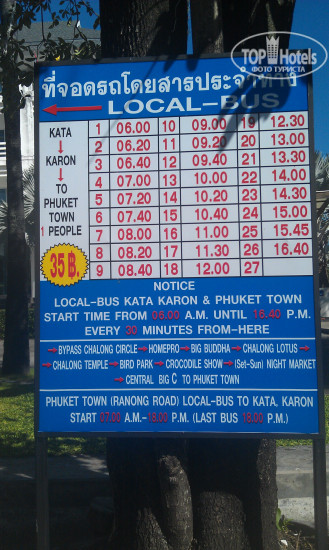 TOP Hotels
ФОТО ТУРИСТА
ที่จอดรถโดยสารประจำทาง
LOCAL-BUS
KATA
KARON
TO
PHUKET
TOWN
1 PEOPLE
35 B.
1 06.00 10 09.00 19 12.30
2 06.20 11 09.20 20 13.00
3 06.40 12 09.40 21 13.30
4 07.00 13 10.00 22 14.00
5 07.20 14 10.20 23 14.30
6 07.40 15 10.40 24 15.00
7 08.00 16 11.00 25 15.45
8 08.20 17 11.30 26 16.40
9 08.40 18 12.00 27
NOTICE
LOCAL-BUS KATA KARON & PHUKET TOWN
START TIME FROM 06.00 A.M. UNTIL 16.40 P.M.
EVERY 30 MINUTES FROM-HERE
BYPASS CHALONG CIRCLE HOMEPRO BIG BUDDHA CHALONG LOTUS
CHALONG TEMPLE BIRD PARK CROCODILE SHOW (Set-Sun) NIGHT MARKET
CENTRAL BIG C TO PHUKET TOWN
PHUKET TOWN (RANONG ROAD) LOCAL-BUS TO KATA, KARON
START 07.00 A.M.- P.M. (LAST BUS 18.00 P.M.)